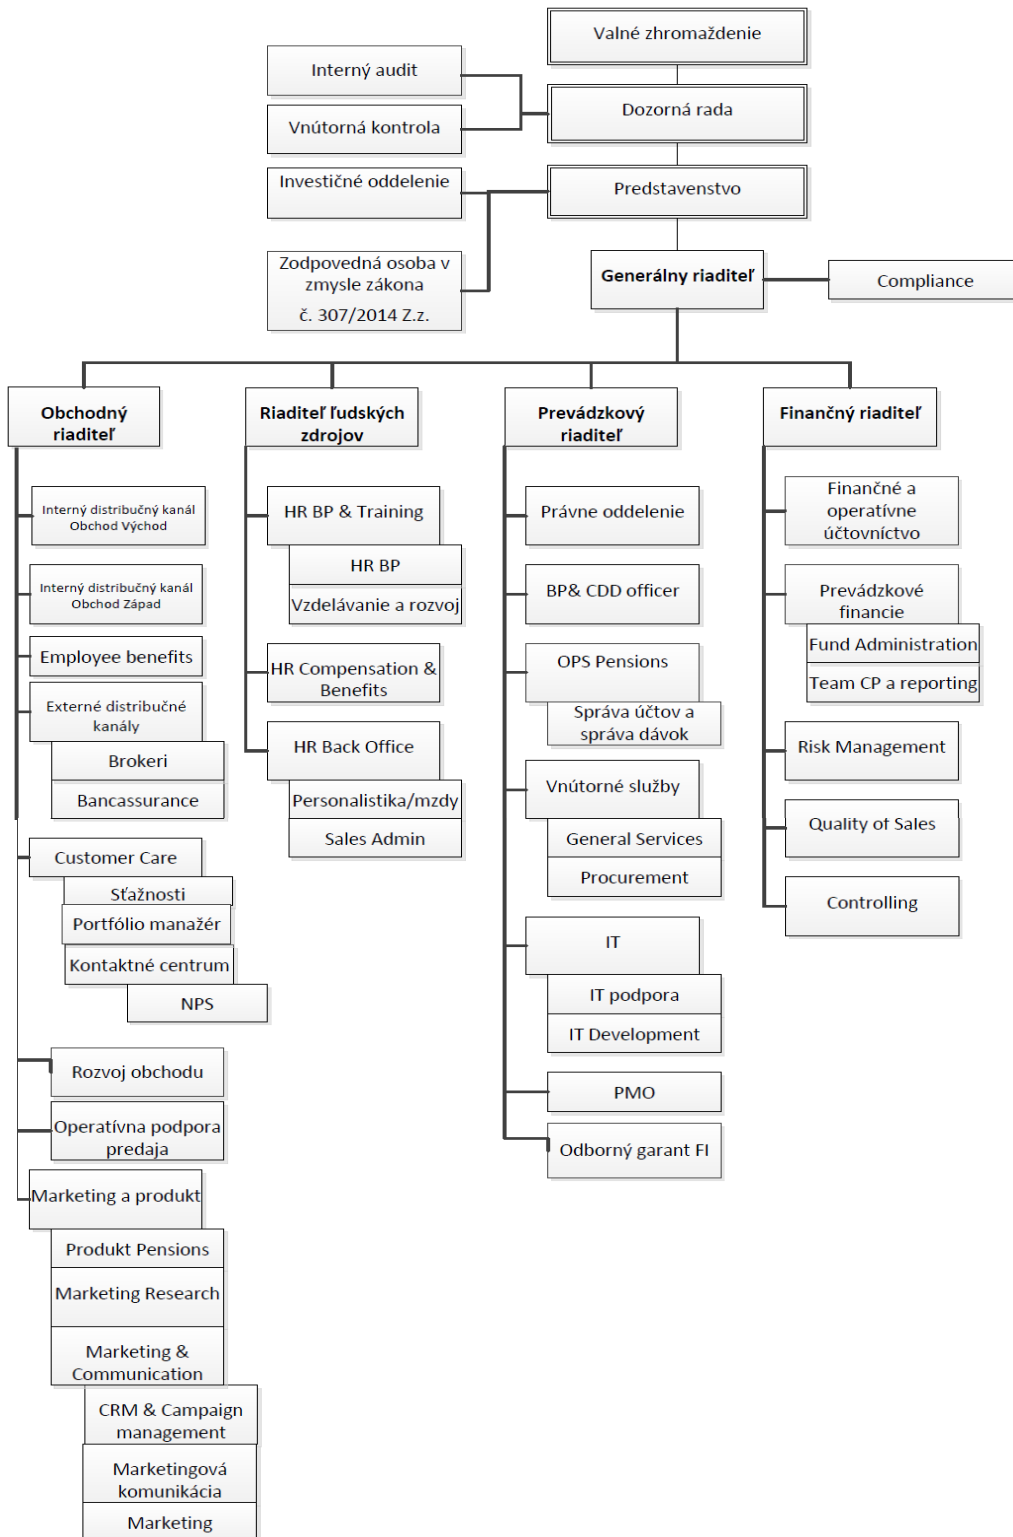 Valné zhromaždenie
Interný audit
Dozorná rada
Vnútorná kontrola
Investičné oddelenie
Predstavenstvo
Zodpovedná osoba v
zmysle zákona
č. 307/2014 Z.z.
Generálny riaditeľ
Compliance
Obchodný
riaditeľ
Interný distribučný kanál
Obchod Východ
Interný distribučný kanál
Obchod Západ
Employee benefits
Externé distribučné
kanály
Brokeri
Bancassurance
Customer Care
Sťažnosti
Portfólio manažér
Kontaktné centrum
NPS
Rozvoj obchodu
Operatívna podpora
predaja
Marketing a produkt
Produkt Pensions
Marketing Research
Marketing &
Communication
CRM & Campaign
management
Marketingová
komunikácia
Marketing
Riaditeľ ľudských
zdrojov
HR BP & Training
HR BP
Vzdelávanie a rozvoj
HR Compensation &
Benefits
HR Back Office
Personalistika/mzdy
Sales Admin
Prevádzkový
riaditeľ
Právne oddelenie
BP& CDD officer
OPS Pensions
Správa účtov a
správa dávok
Vnútorné služby
General Services
Procurement
IT
IT podpora
IT Development
PMO
Odborný garant FI
Finančný riaditeľ
Finančné a
operatívne
účtovníctvo
Prevádzkové
financie
Fund Administration
Team CP a reporting
Risk Management
Quality of Sales
Controlling